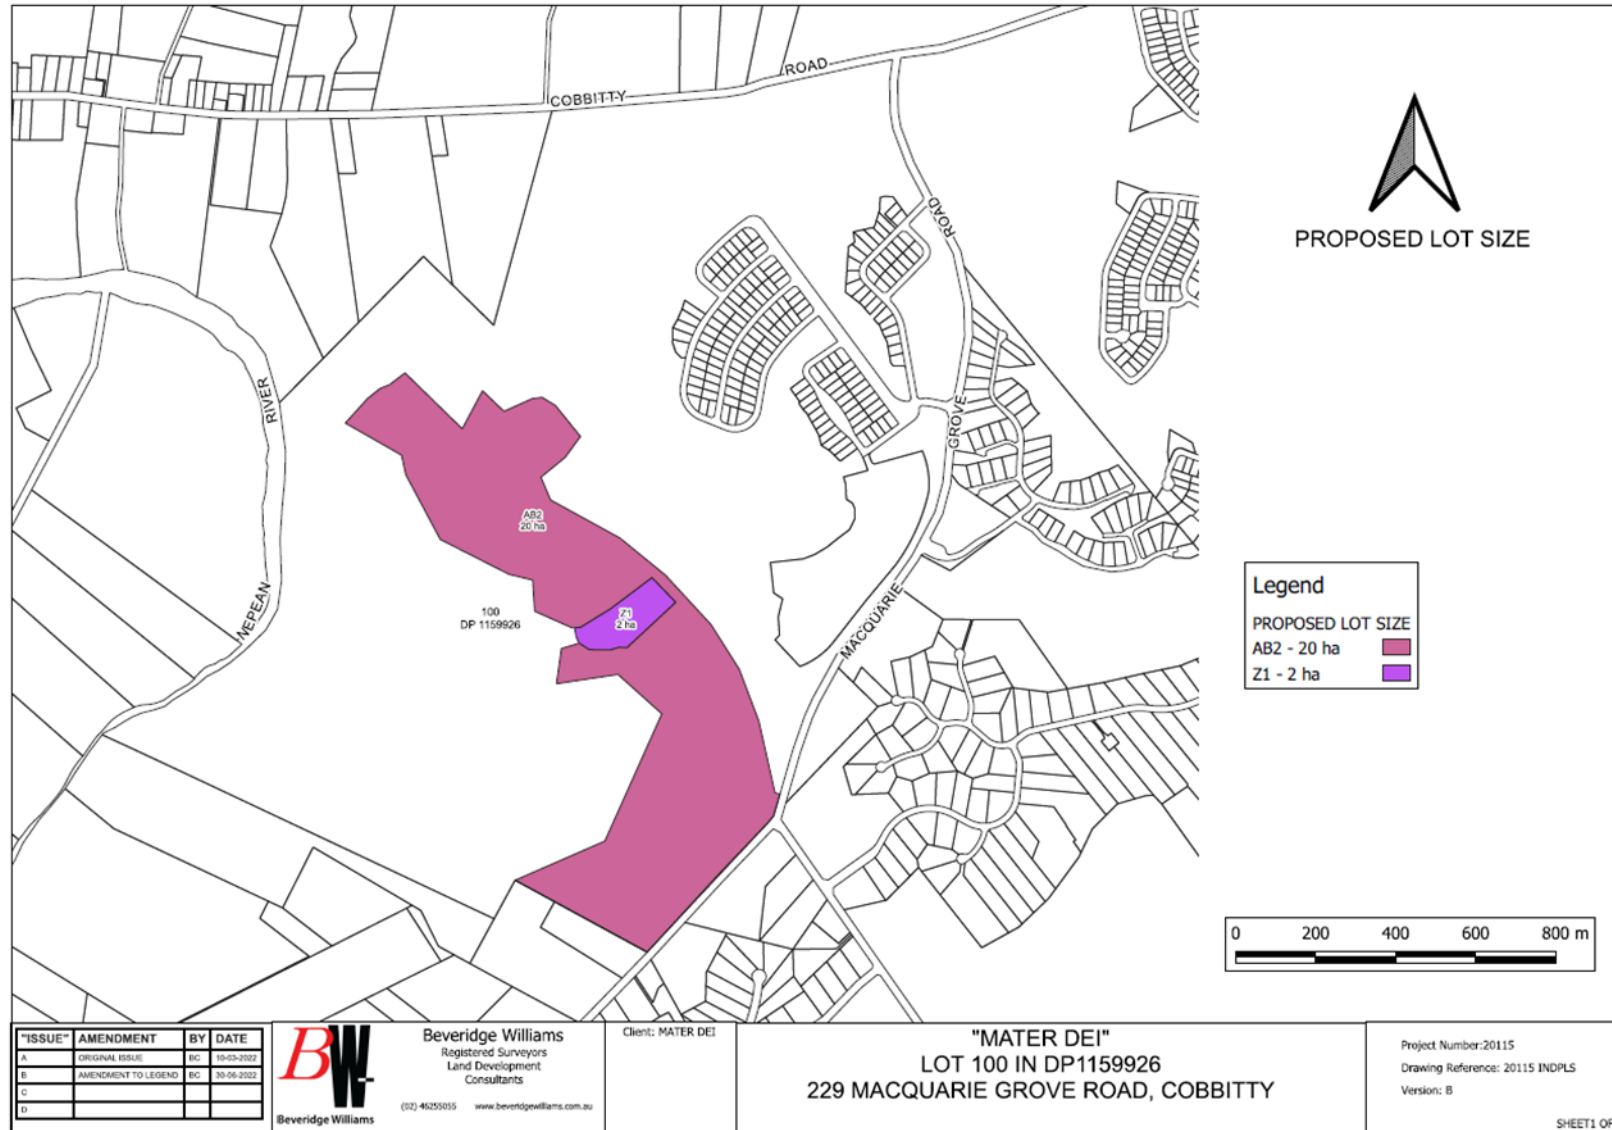 COBBITTY
ROAD
ROAD
GROVE
MACQUARIE
RIVER
NEPEAN
AB2
20 ha
Z1
2 ha
100
DP 1159926
PROPOSED LOT SIZE
Legend
PROPOSED LOT SIZE
AB2 - 20 ha
Z1 - 2 ha
0 200 400 600 800 m
"ISSUE" AMENDMENT BY DATE
A ORIGINAL ISSUE BC 10-03-2022
B AMENDMENT TO LEGEND BC 30-06-2022
C
D
BW
Beveridge Williams
Beveridge Williams
Registered Surveyors
Land Development
Consultants
(02) 46255055 www.beveridgewilliams.com.au
Client: MATER DEI
"MATER DEI"
LOT 100 IN DP1159926
229 MACQUARIE GROVE ROAD, COBBITTY
Project Number:20115
Drawing Reference: 20115 INDPLS
Version: B
SHEET1 OF